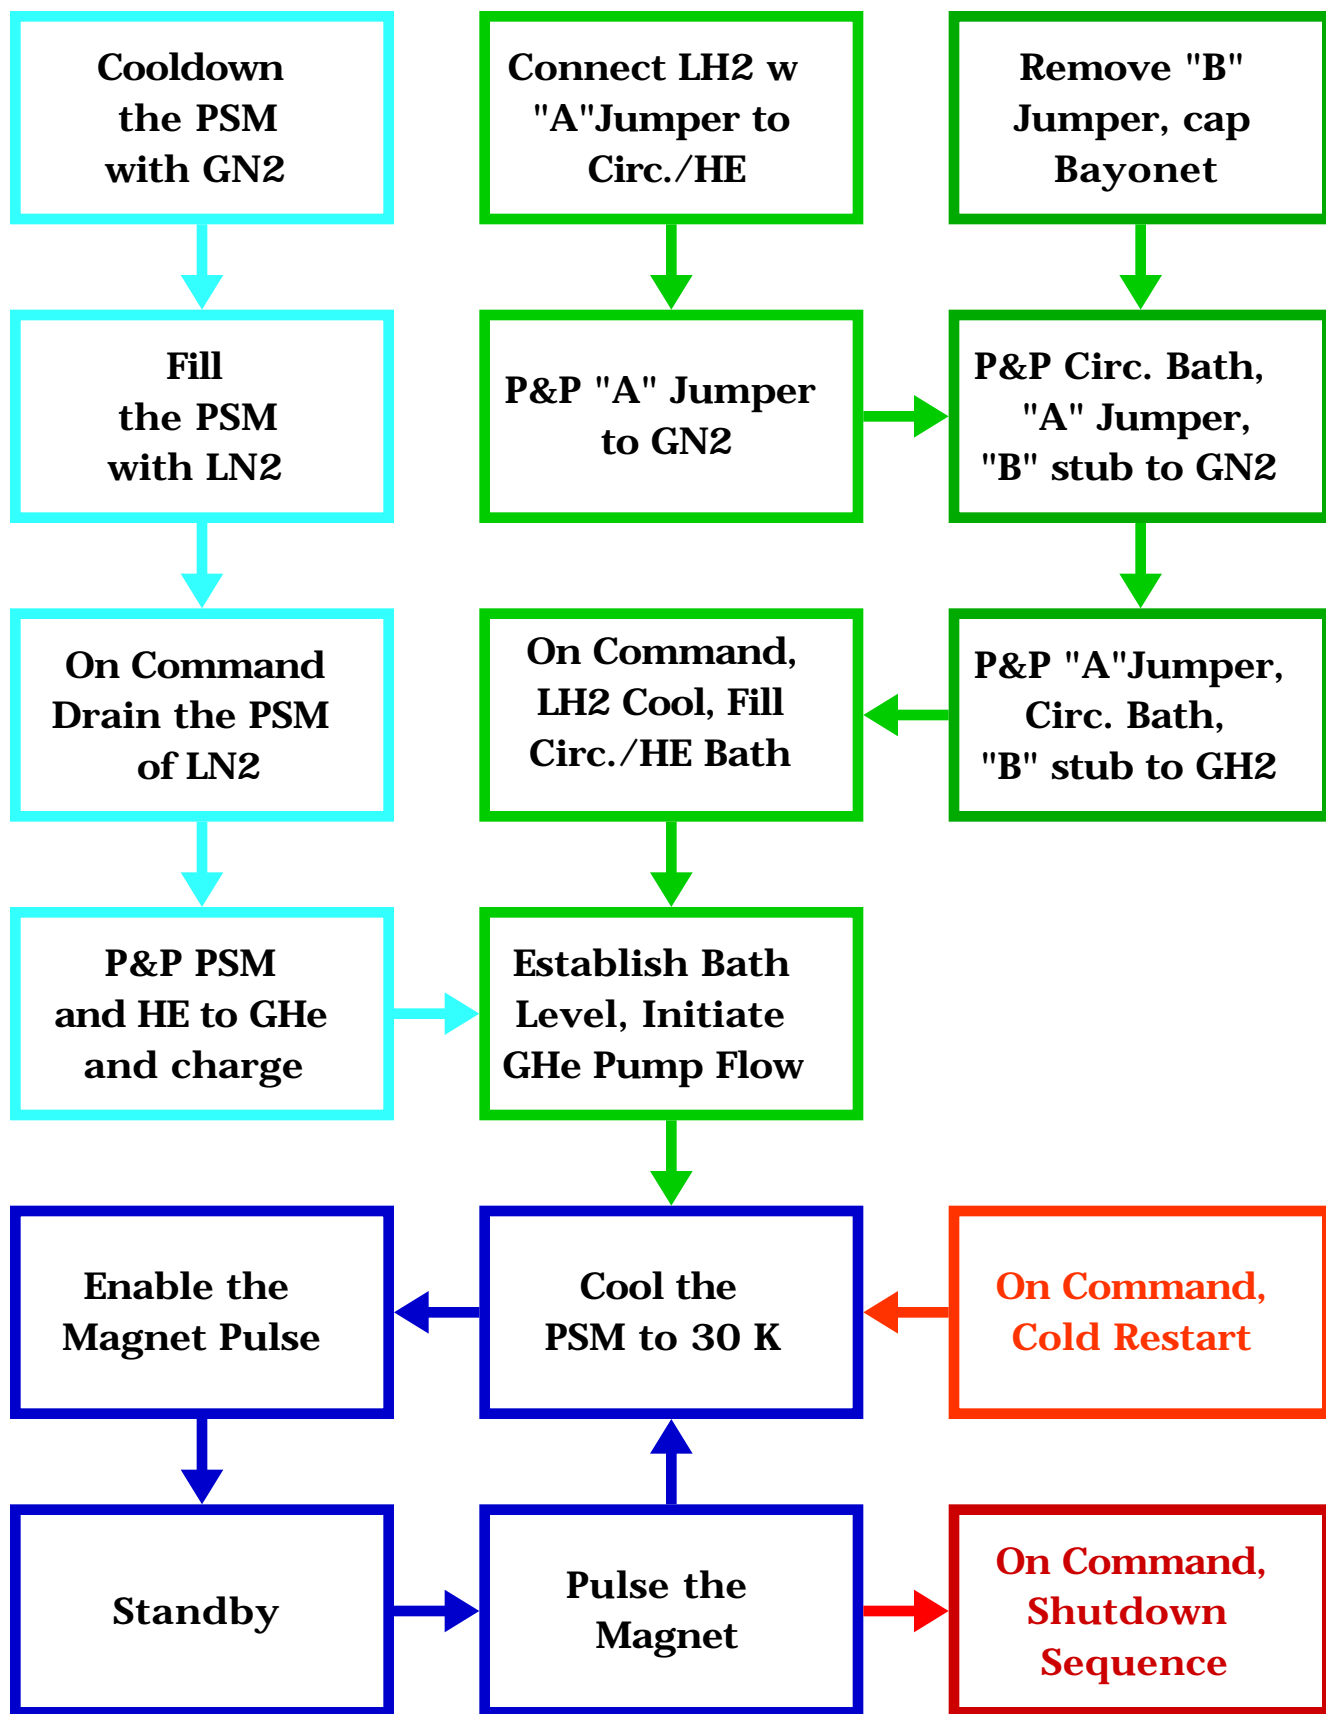 Cooldown
the PSM
with GN2
Connect LH2 w
"A"Jumper to
Circ./HE
Remove "B"
Jumper, cap
Bayonet
Fill
the PSM
with LN2
P&P "A" Jumper
to GN2
P&P Circ. Bath,
"A" Jumper,
"B" stub to GN2
On Command
Drain the PSM
of LN2
On Command,
LH2 Cool, Fill
Circ./HE Bath
P&P "A"Jumper,
Circ. Bath,
"B" stub to GH2
P&P PSM
and HE to GHe
and charge
Establish Bath
Level, Initiate
GHe Pump Flow
Enable the
Magnet Pulse
Cool the
PSM to 30 K
On Command,
Cold Restart
Standby
Pulse the
Magnet
On Command,
Shutdown
Sequence